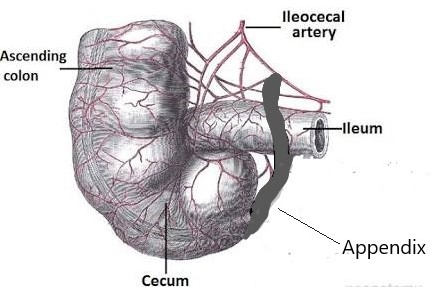 Ileocecal
artery
Ascending
colon
Ileum
Appendix
Cecum